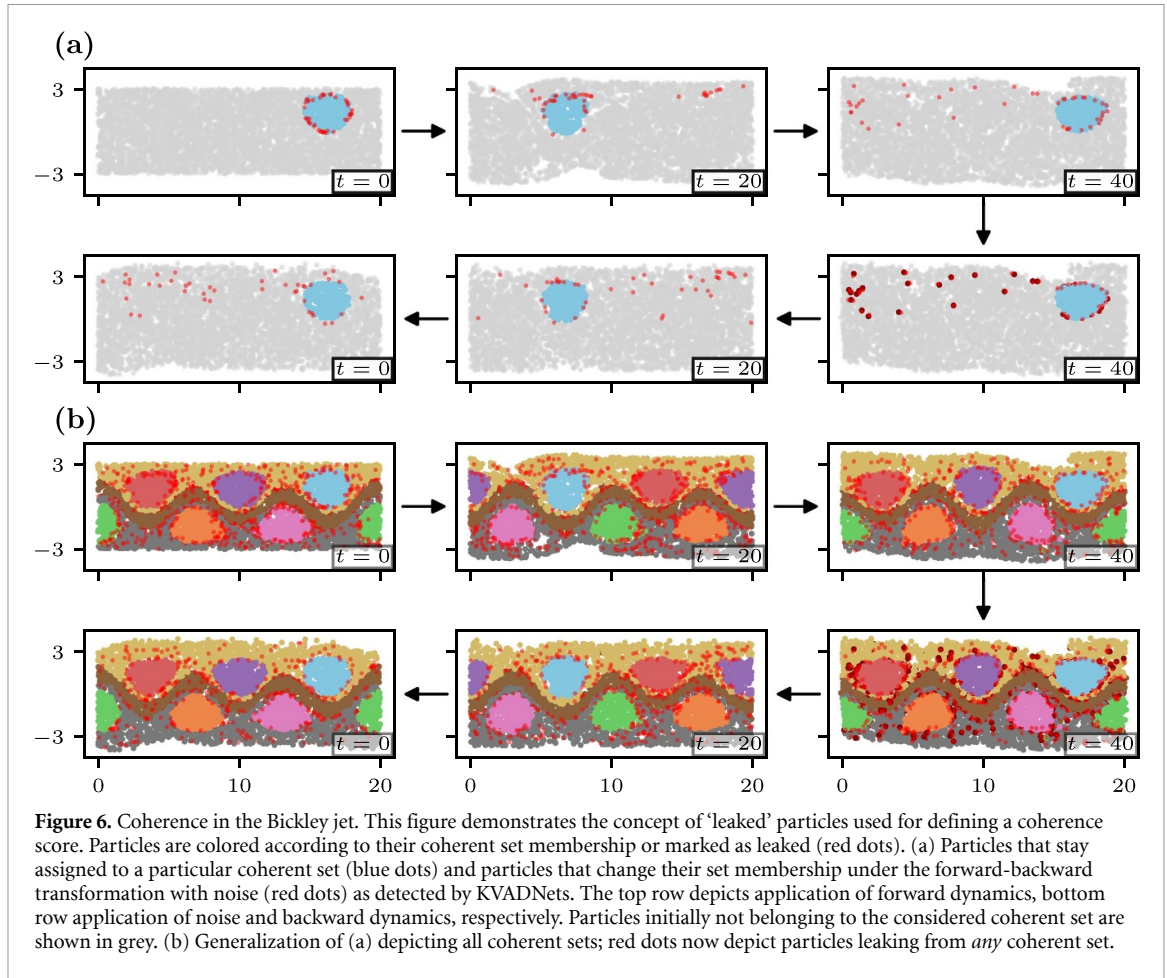 (a)
3
−3
t = 0
t = 20
t = 40
3
−3
t = 0
t = 20
t = 40
(b)
3
−3
t = 0
t = 20
t = 40
3
−3
t = 0
t = 20
t = 40
0 10 20 0 10 20 0 10 20
Figure 6. Coherence in the Bickley jet. This figure demonstrates the concept of ‘leaked’ particles used for defining a coherence
score. Particles are colored according to their coherent set membership or marked as leaked (red dots). (a) Particles that stay
assigned to a particular coherent set (blue dots) and particles that change their set membership under the forward-backward
transformation with noise (red dots) as detected by KVADNets. The top row depicts application of forward dynamics, bottom
row application of noise and backward dynamics, respectively. Particles initially not belonging to the considered coherent set are
shown in grey. (b) Generalization of (a) depicting all coherent sets; red dots now depict particles leaking from any coherent set.